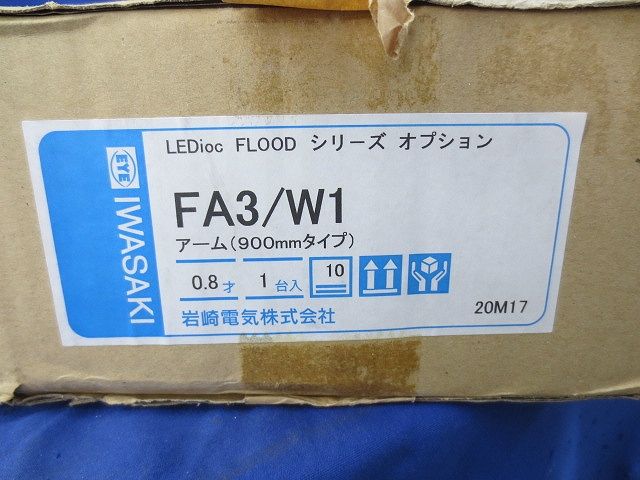 LEDioc FLOOD シリーズ オプション
FA3/W1
アーム(900mmタイプ)
0.8才 1台入 10
岩崎電気株式会社
20M17
EYE IWASAKI